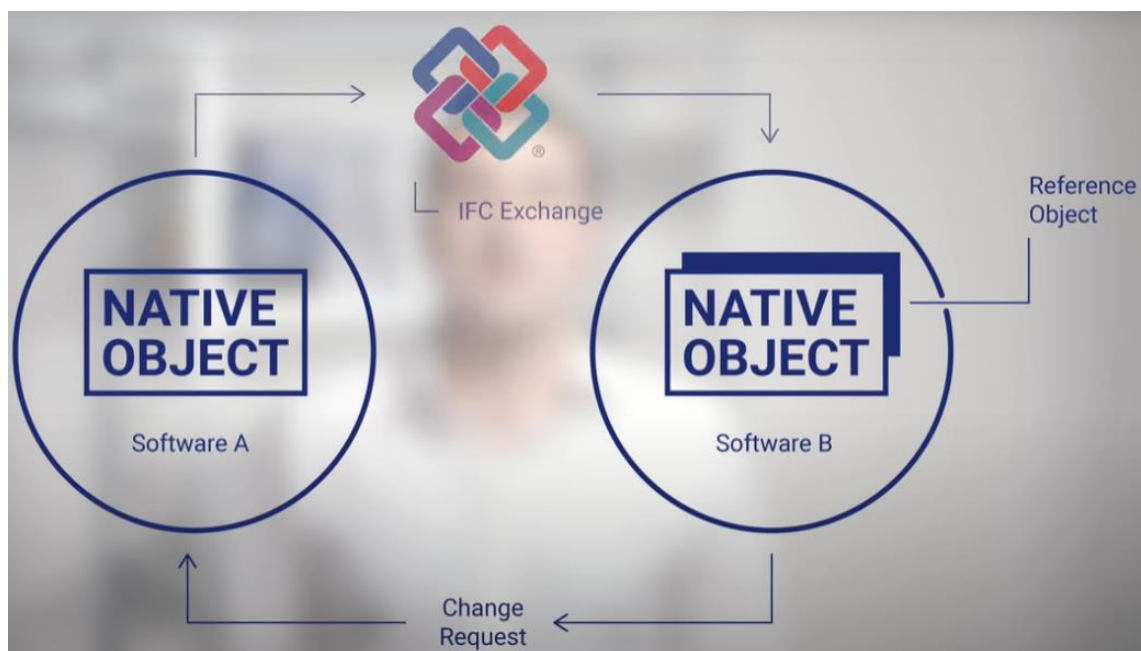 ®
IFC Exchange
Reference
Object
NATIVE
OBJECT
Software A
NATIVE
OBJECT
Software B
Change
Request